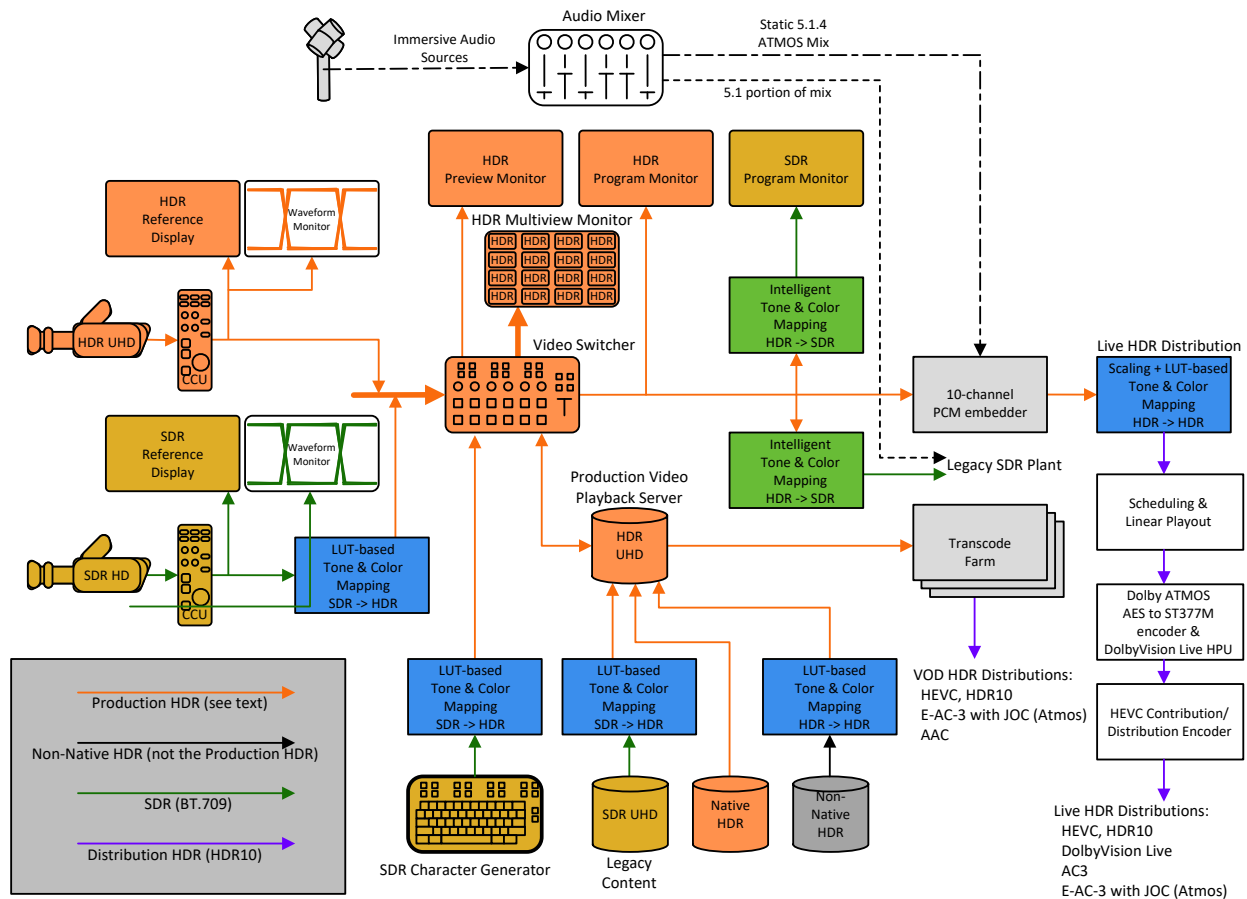 Audio Mixer
Immersive Audio
Sources
Static 5.1.4
ATMOS Mix
5.1 portion of mix
HDR
Preview Monitor
HDR
Program Monitor
SDR
Program Monitor
HDR
Reference
Display
Waveform
Monitor
HDR Multiview Monitor
HDR HDR HDR HDR
HDR HDR HDR HDR
HDR HDR HDR HDR
HDR HDR HDR HDR
Intelligent
Tone & Color
Mapping
HDR -> SDR
HDR UHD
CCU
Video Switcher
Live HDR Distribution
Scaling + LUT-based
Tone & Color
Mapping
HDR -> HDR
10-channel
PCM embedder
SDR
Reference
Display
Waveform
Monitor
Intelligent
Tone & Color
Mapping
HDR -> SDR
Legacy SDR Plant
Production Video
Playback Server
HDR
UHD
Scheduling &
Linear Playout
Transcode
Farm
SDR HD
CCU
LUT-based
Tone & Color
Mapping
SDR -> HDR
Dolby ATMOS
AES to ST377M
encoder &
DolbyVision Live HPU
LUT-based
Tone & Color
Mapping
SDR -> HDR
LUT-based
Tone & Color
Mapping
SDR -> HDR
LUT-based
Tone & Color
Mapping
HDR -> HDR
VOD HDR Distributions:
HEVC, HDR10
E-AC-3 with JOC (Atmos)
AAC
HEVC Contribution/
Distribution Encoder
Production HDR (see text)
Non-Native HDR (not the Production HDR)
SDR (BT.709)
Distribution HDR (HDR10)
SDR Character Generator
SDR UHD
Legacy
Content
Native
HDR
Non-
Native
HDR
Live HDR Distributions:
HEVC, HDR10
DolbyVision Live
AC3
E-AC-3 with JOC (Atmos)